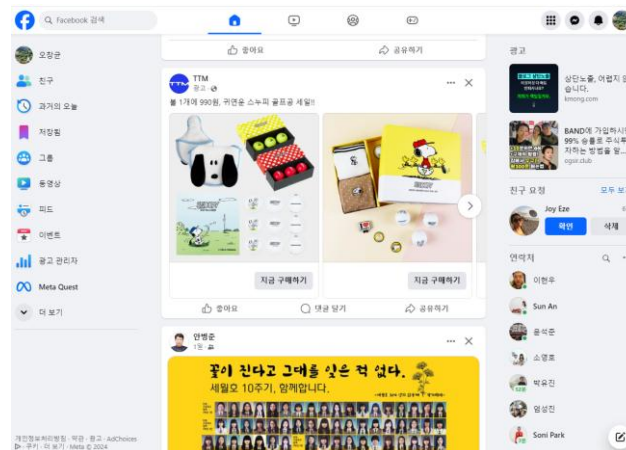 Facebook 검색
오창균
친구
과거의 오늘
저장됨
그룹
동영상
피드
이벤트
광고 관리자
Meta Quest
더 보기
개인정보처리방침 · 약관 · 광고 · AdChoices
· 쿠키 · 더 보기 · Meta © 2024
좋아요
공유하기
TTM
광고 ·
볼 1개에 990원, 귀연운 스누피 골프공 세일!!
지금 구매하기
지금 구매하기
좋아요
댓글 달기
공유하기
안병준
1일 ·
꽃이 진다고 그대를 잊은 적 없다.
세월호 10주기, 함께합니다.
광고
상단노출, 어렵지 않
습니다.
kmong.com
BAND에 가입하시면
99% 승률로 주식투
자하는 방법을 알...
친구 요청
모두 보
Joy Eze
확인
삭제
연락처
이현우
Sun An
윤석준
소영호
박유진
엄성진
Soni Park